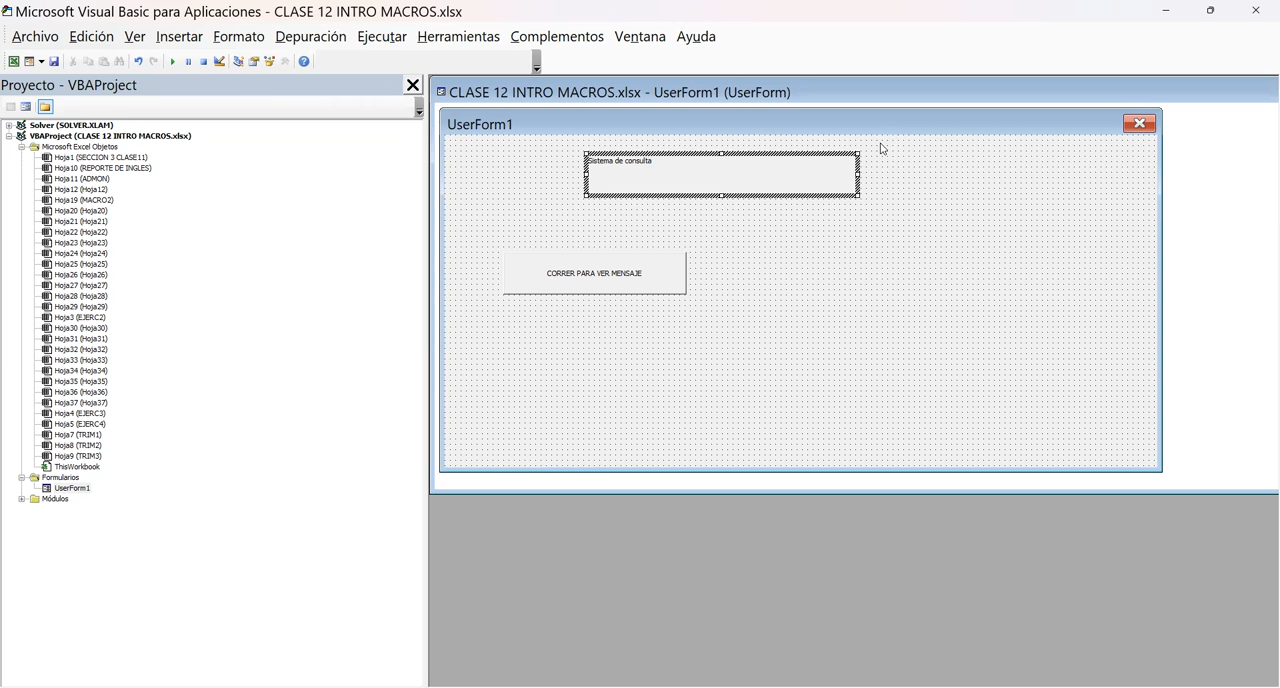 Microsoft Visual Basic para Aplicaciones - CLASE 12 INTRO MACROS.xlsx
Archivo Edición Ver Insertar Formato Depuración Ejecutar Herramientas Complementos Ventana Ayuda
Proyecto - VBAProject
Solver (SOLVER.XLAM)
VBAProject (CLASE 12 INTRO MACROS.xlsx)
Microsoft Excel Objetos
Hoja1 (SECCION 3 CLASE11)
Hoja10 (REPORTE DE INGLES)
Hoja11 (ADMON)
Hoja12 (Hoja12)
Hoja19 (MACRO2)
Hoja20 (Hoja20)
Hoja21 (Hoja21)
Hoja22 (Hoja22)
Hoja23 (Hoja23)
Hoja24 (Hoja24)
Hoja25 (Hoja25)
Hoja26 (Hoja26)
Hoja27 (Hoja27)
Hoja28 (Hoja28)
Hoja29 (Hoja29)
Hoja3 (EJERC2)
Hoja30 (Hoja30)
Hoja31 (Hoja31)
Hoja32 (Hoja32)
Hoja33 (Hoja33)
Hoja34 (Hoja34)
Hoja35 (Hoja35)
Hoja36 (Hoja36)
Hoja37 (Hoja37)
Hoja4 (EJERC3)
Hoja5 (EJERC4)
Hoja7 (TRIM1)
Hoja8 (TRIM2)
Hoja9 (TRIM3)
ThisWorkbook
Formularios
UserForm1
Módulos
CLASE 12 INTRO MACROS.xlsx - UserForm1 (UserForm)
UserForm1
Sistema de consulta
CORRER PARA VER MENSAJE